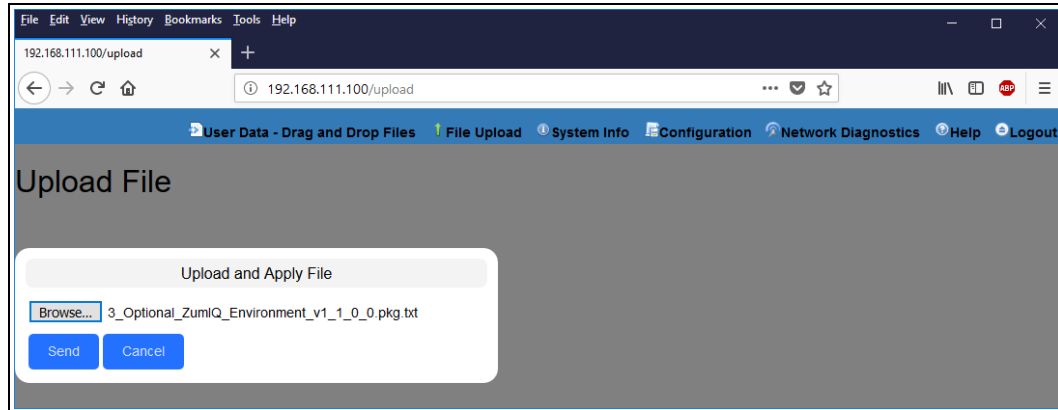 File Edit View History Bookmarks Tools Help
192.168.111.100/upload
192.168.111.100/upload
ABP
User Data - Drag and Drop Files File Upload System Info Configuration Network Diagnostics Help Logout
Upload File
Upload and Apply File
Browse... 3_Optional_ZumIQ_Environment_v1_1_0_0.pkg.txt
Send Cancel